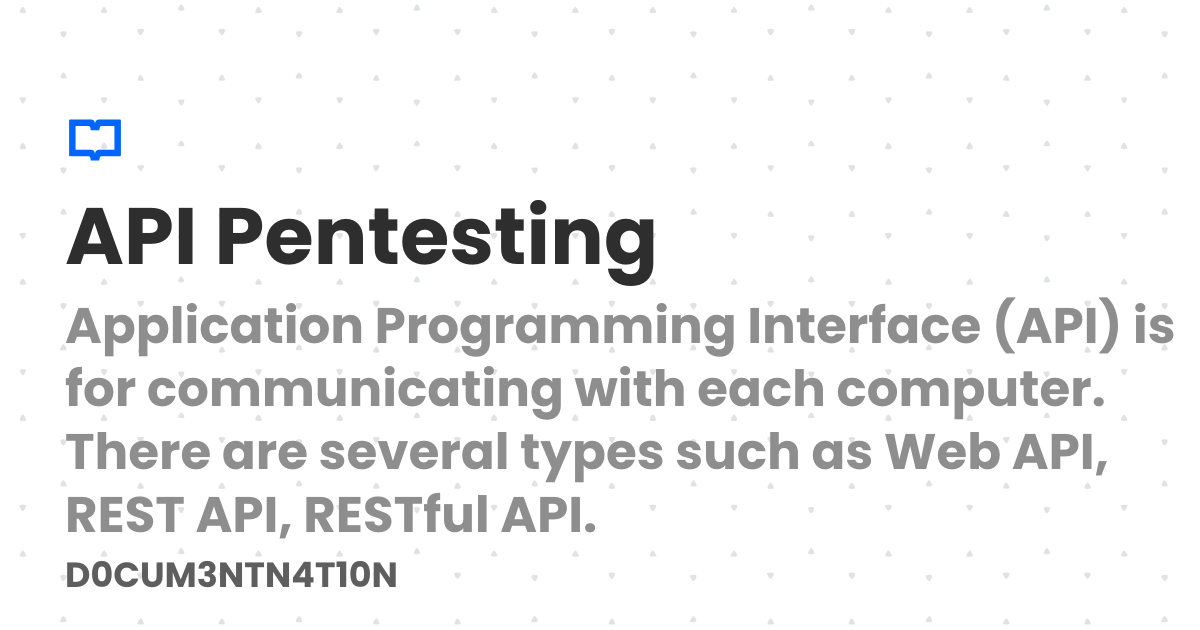 API Pentesting
Application Programming Interface (API) is
for communicating with each computer.
There are several types such as Web API,
REST API, RESTful API.
D0CUM3NTN4T10N